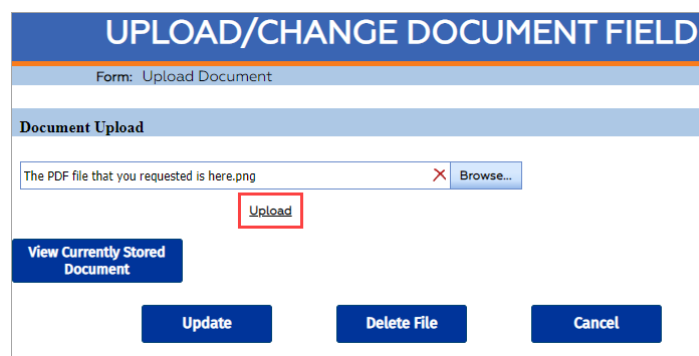 UPLOAD/CHANGE DOCUMENT FIELD
Form: Upload Document
Document Upload
The PDF file that you requested is here.png Browse...
Upload
View Currently Stored
Document
Update Delete File Cancel